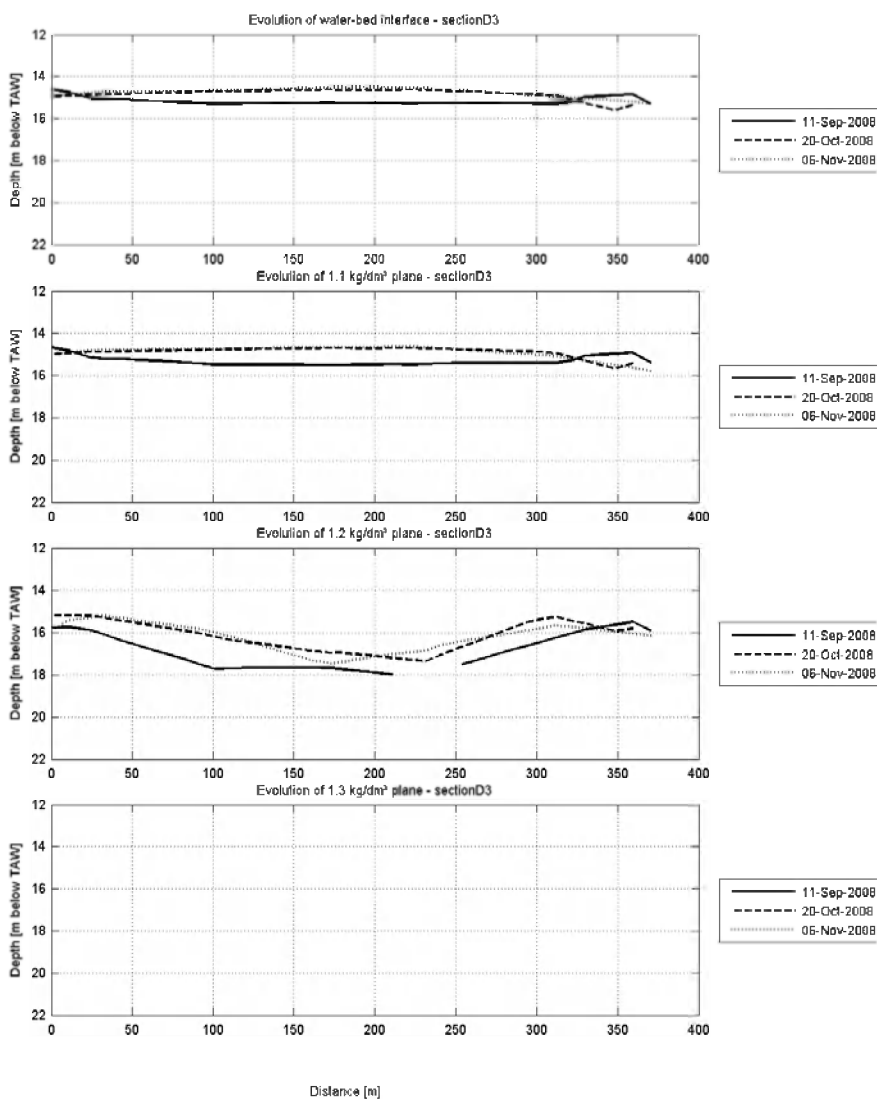 Evolution of water-bed interface - sectionD3
12
14
16
18
20
22
Depth [m below TAW]
0 50 100 150 200 250 300 350 400
11-Sep-2008
20-Oct-2008
06-Nov-2008
Evolution of 1.1 kg/dm³ plane - sectionD3
12
14
16
18
20
22
Depth [m below TAW]
0 50 100 150 200 250 300 350 400
11-Sep-2008
20-Oct-2008
06-Nov-2008
Evolution of 1.2 kg/dm³ plane - sectionD3
12
14
16
18
20
22
Depth [m below TAW]
0 50 100 150 200 250 300 350 400
11-Sep-2008
20-Oct-2008
06-Nov-2008
Evolution of 1.3 kg/dm³ plane - sectionD3
12
14
16
18
20
22
Depth [m below TAW]
0 50 100 150 200 250 300 350 400
11-Sep-2008
20-Oct-2008
06-Nov-2008
Distance [m]